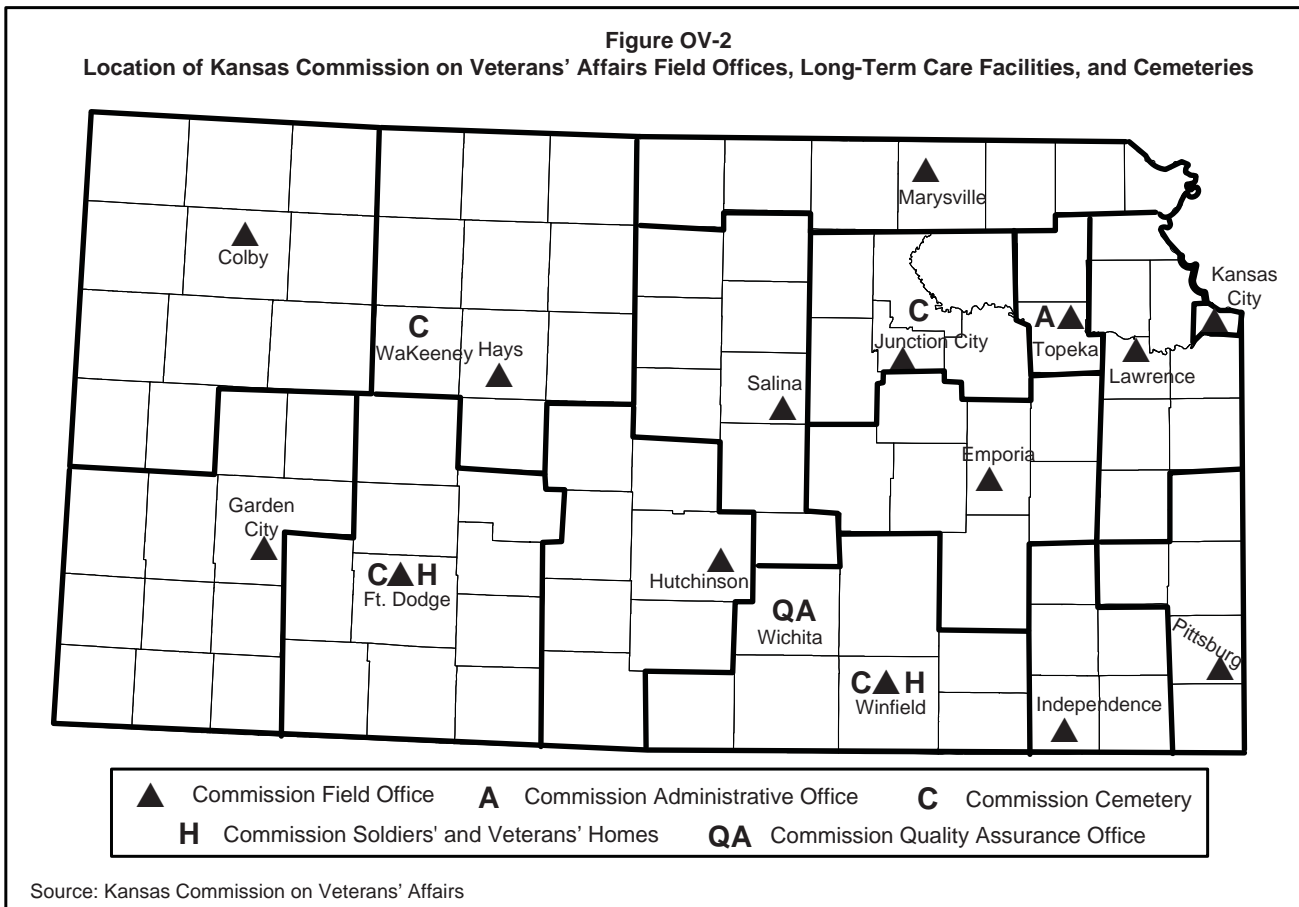 Figure OV-2
Location of Kansas Commission on Veterans' Affairs Field Offices, Long-Term Care Facilities, and Cemeteries
Marysville
Colby
Kansas
City
C
WaKeeney
Hays
C
Junction City
A
Topeka
Lawrence
Salina
Emporia
Garden
City
C H
Ft. Dodge
Hutchinson
QA
Wichita
Pittsburg
C H
Winfield
Independence
Commission Field Office A Commission Administrative Office C Commission Cemetery
H Commission Soldiers' and Veterans' Homes QA Commission Quality Assurance Office
Source: Kansas Commission on Veterans' Affairs